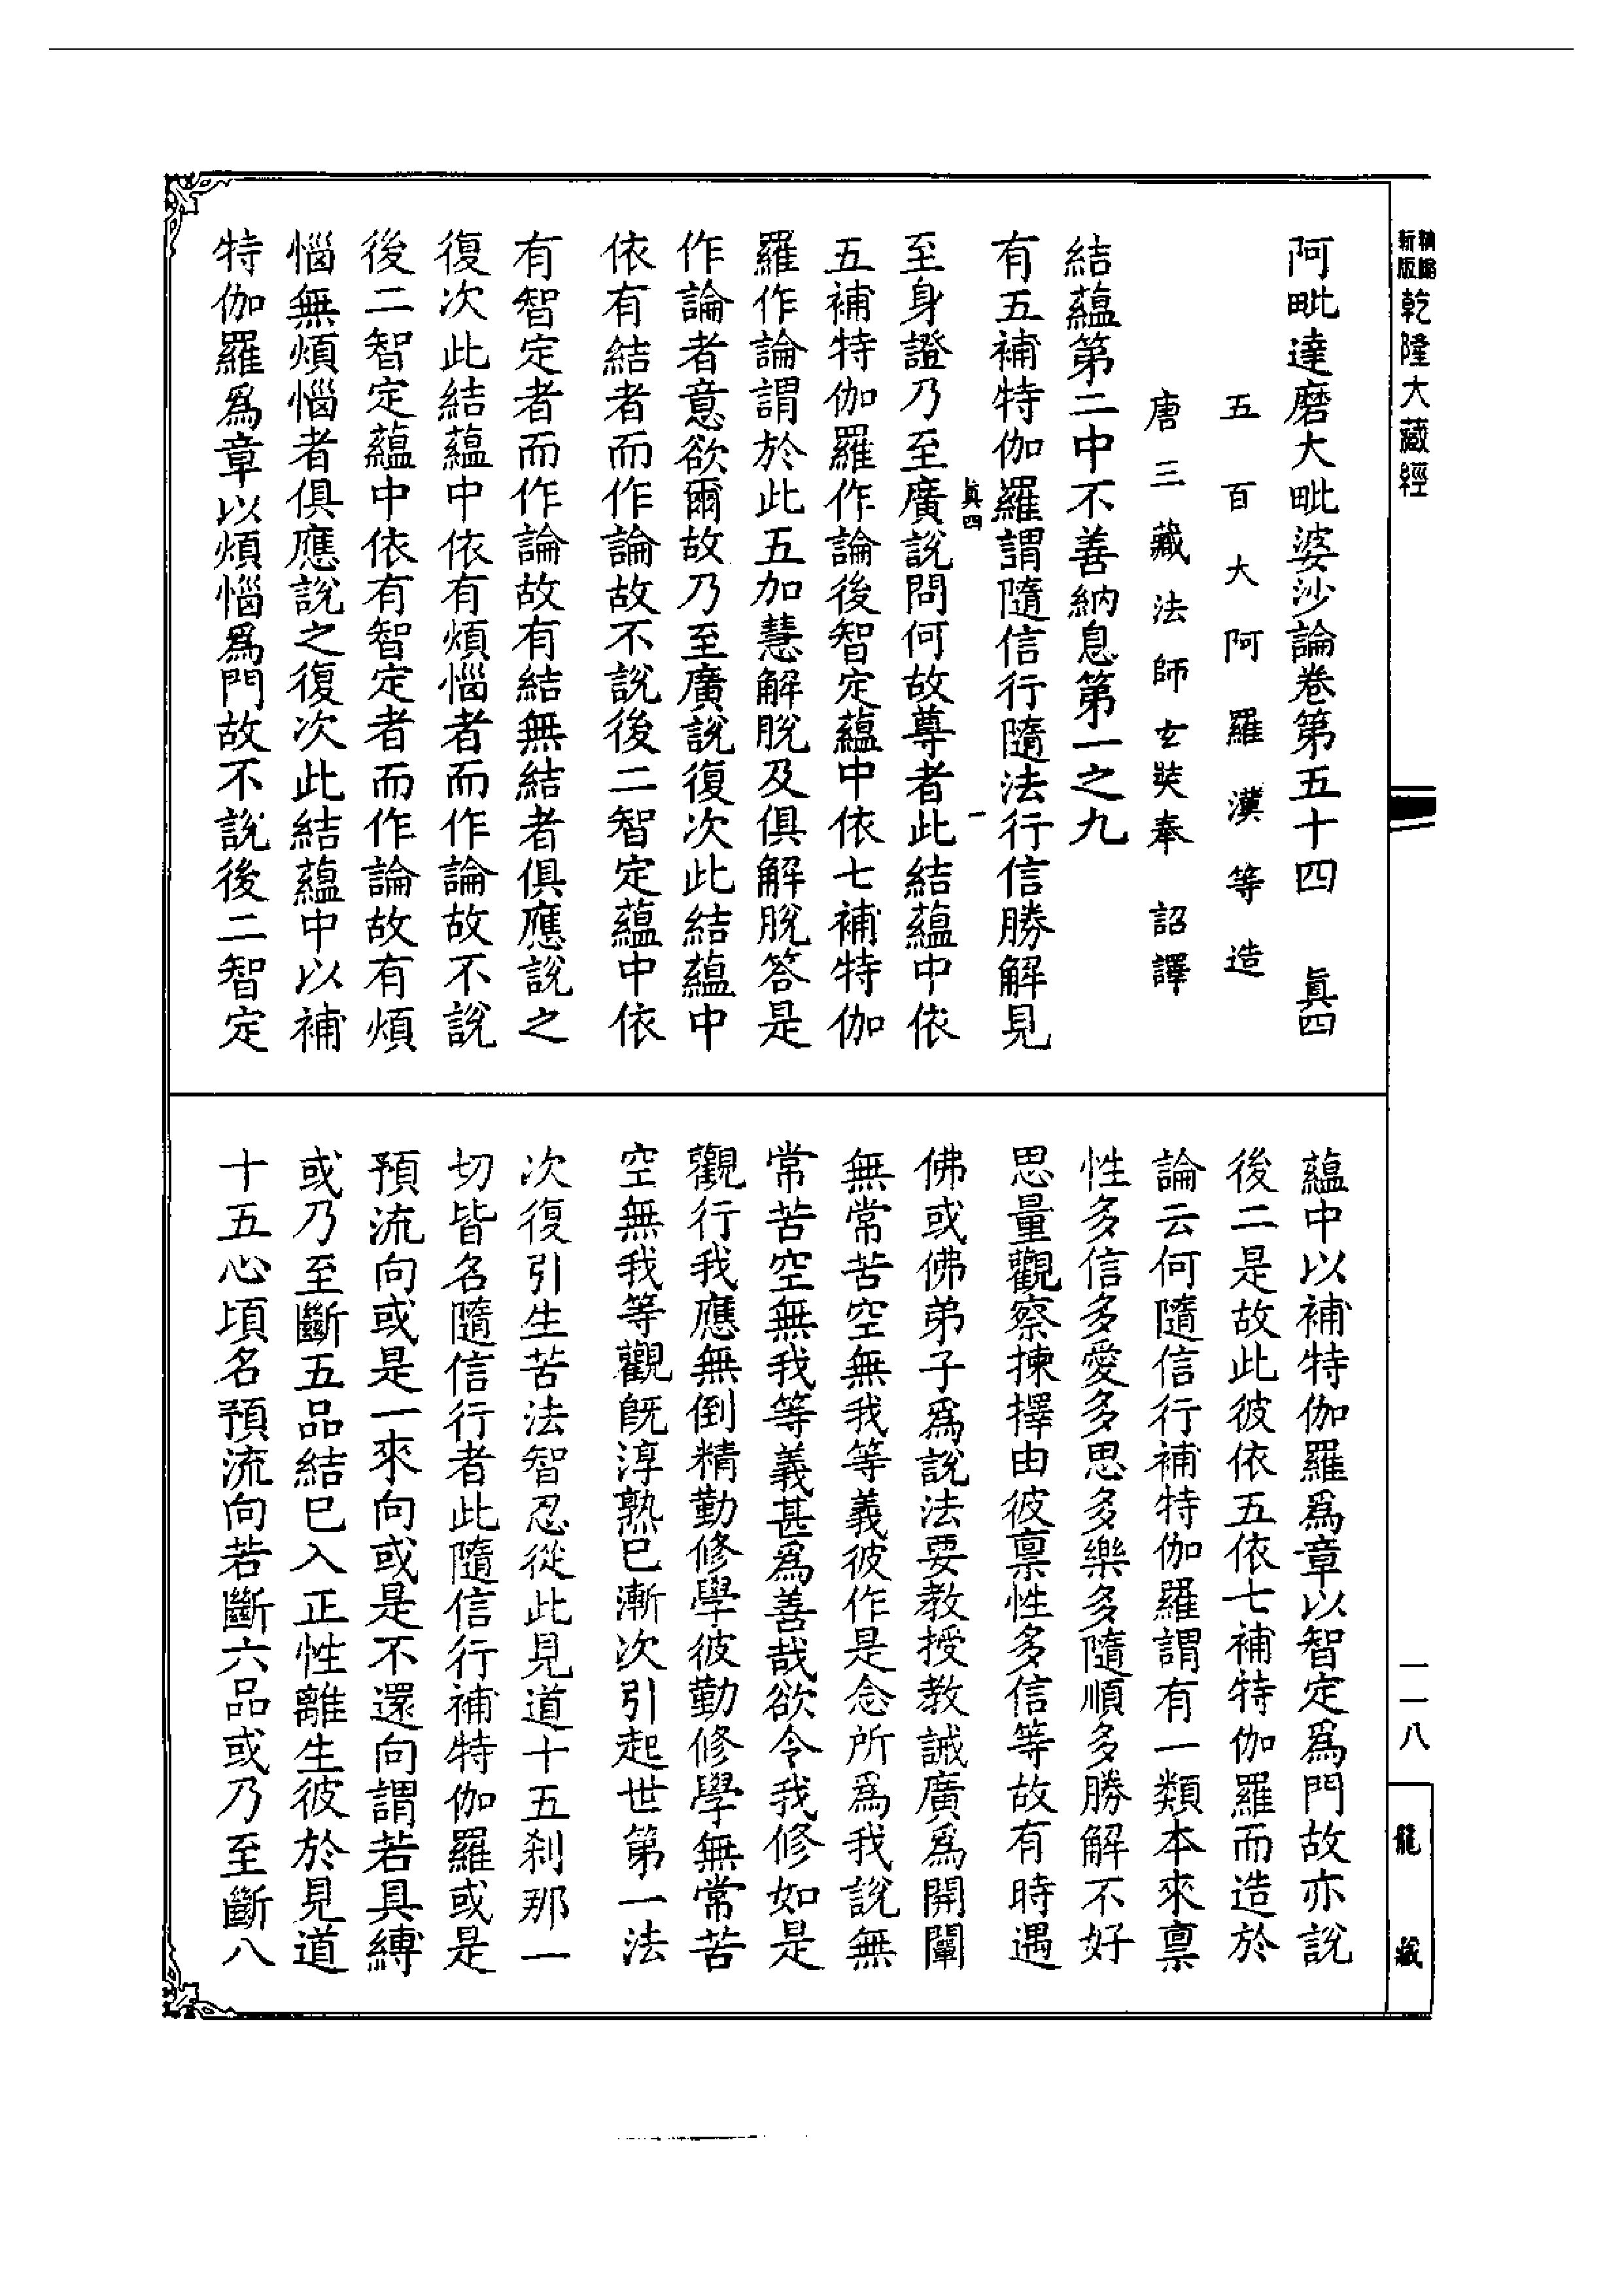 新版
精縮
乾隆大藏經
一一八
龍藏
阿毗達磨大毗婆沙論卷第五十四 眞四
五百大阿羅漢等造
唐三藏法師玄奘奉 詔譯
結蘊第二中不善納息第一之九
有五補特伽羅謂隨信行隨法行信勝解見
眞四 一
至身證乃至廣說問何故尊者此結蘊中依
五補特伽羅作論後智定蘊中依七補特伽
羅作論謂於此五加慧解脫及俱解脫答是
作論者意欲爾故乃至廣說復次此結蘊中
依有結者而作論故不說後二智定蘊中依
有智定者而作論故有結無結者俱應說之
復次此結蘊中依有煩惱者而作論故不說
後二智定蘊中依有智定者而作論故有煩
惱無煩惱者俱應說之復次此結蘊中以補
特伽羅爲章以煩惱爲門故不說後二智定
蘊中以補特伽羅爲章以智定爲門故亦說
後二是故此彼依五依七補特伽羅而造於
論云何隨信行補特伽羅謂有一類本來禀
性多信多愛多思多樂多隨順多勝解不好
思量觀察揀擇由彼禀性多信等故有時遇
佛或佛弟子爲說法要教授教誡廣爲開闡
無常苦空無我等義彼作是念所爲我說無
常苦空無我等義甚爲善哉欲令我修如是
觀行我應無倒精勤修學彼勤修學無常苦
空無我等觀旣淳熟已漸次引起世第一法
次復引生苦法智忍從此見道十五刹那一
切皆名隨信行者此隨信行補特伽羅或是
預流向或是一來向或是不還向謂若具縛
或乃至斷五品結已入正性離生彼於見道
十五心頃名預流向若斷六品或乃至斷八